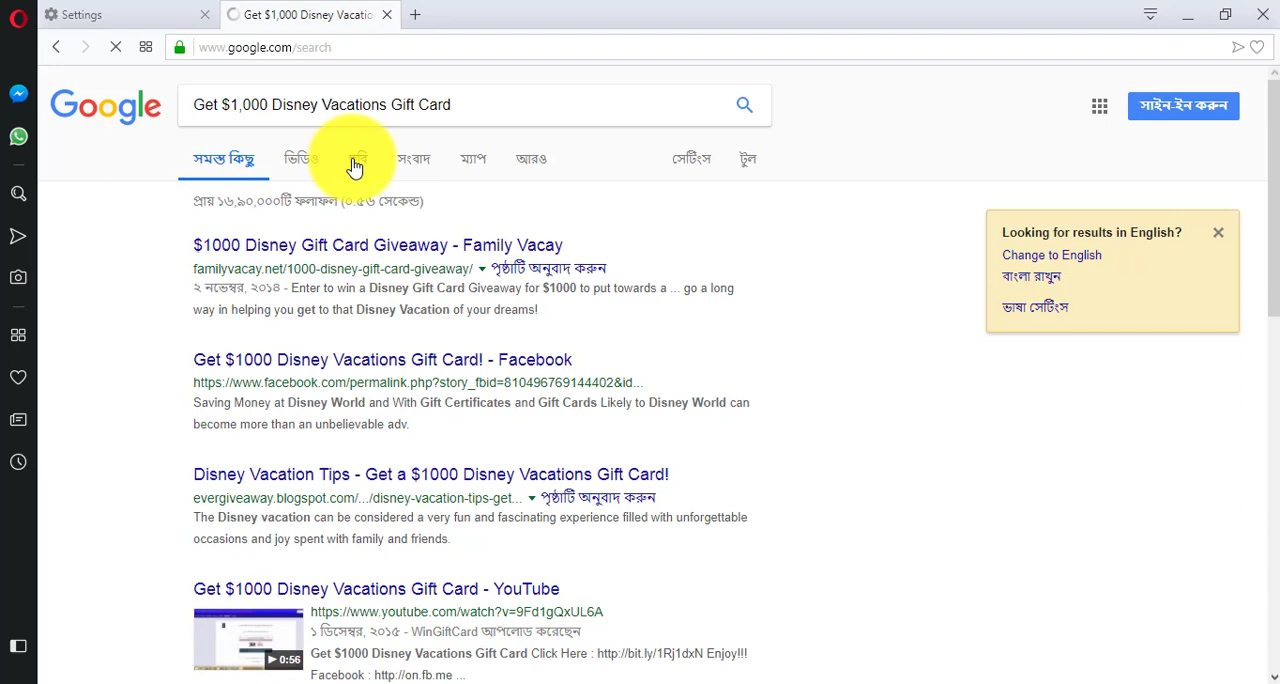 Settings
Get $1,000 Disney Vacatio
www.google.com/search
Google
Get $1,000 Disney Vacations Gift Card
সাইন-ইন করুন
সমস্ত কিছু ভিডিও ছবি সংবাদ ম্যাপ আরও সেটিংস টুল
প্রায় ১৬,৯০,০০০টি ফলাফল (০.৫৬ সেকেন্ড)
$1000 Disney Gift Card Giveaway - Family Vacay
familyvacay.net/1000-disney-gift-card-giveaway/ পৃষ্ঠাটি অনুবাদ করুন
২ নভেম্বর, ২০১৪ - Enter to win a Disney Gift Card Giveaway for $1000 to put towards a ... go a long
way in helping you get to that Disney Vacation of your dreams!
Looking for results in English?
Change to English
বাংলা রাখুন
ভাষা সেটিংস
Get $1000 Disney Vacations Gift Card! - Facebook
https://www.facebook.com/permalink.php?story_fbid=810496769144402&id...
Saving Money at Disney World and With Gift Certificates and Gift Cards Likely to Disney World can
become more than an unbelievable adv.
Disney Vacation Tips - Get a $1000 Disney Vacations Gift Card!
evergiveaway.blogspot.com/.../disney-vacation-tips-get... পৃষ্ঠাটি অনুবাদ করুন
The Disney vacation can be considered a very fun and fascinating experience filled with unforgettable
occasions and joy spent with family and friends.
Get $1000 Disney Vacations Gift Card - YouTube
https://www.youtube.com/watch?v=9Fd1gQxUL6A
১ ডিসেম্বর, ২০১৫ - WinGiftCard আপলোড করেছেন
Get $1000 Disney Vacations Gift Card Click Here : http://bit.ly/1Rj1dxN Enjoy!!!
0:56
Facebook : http://on.fb.me ...